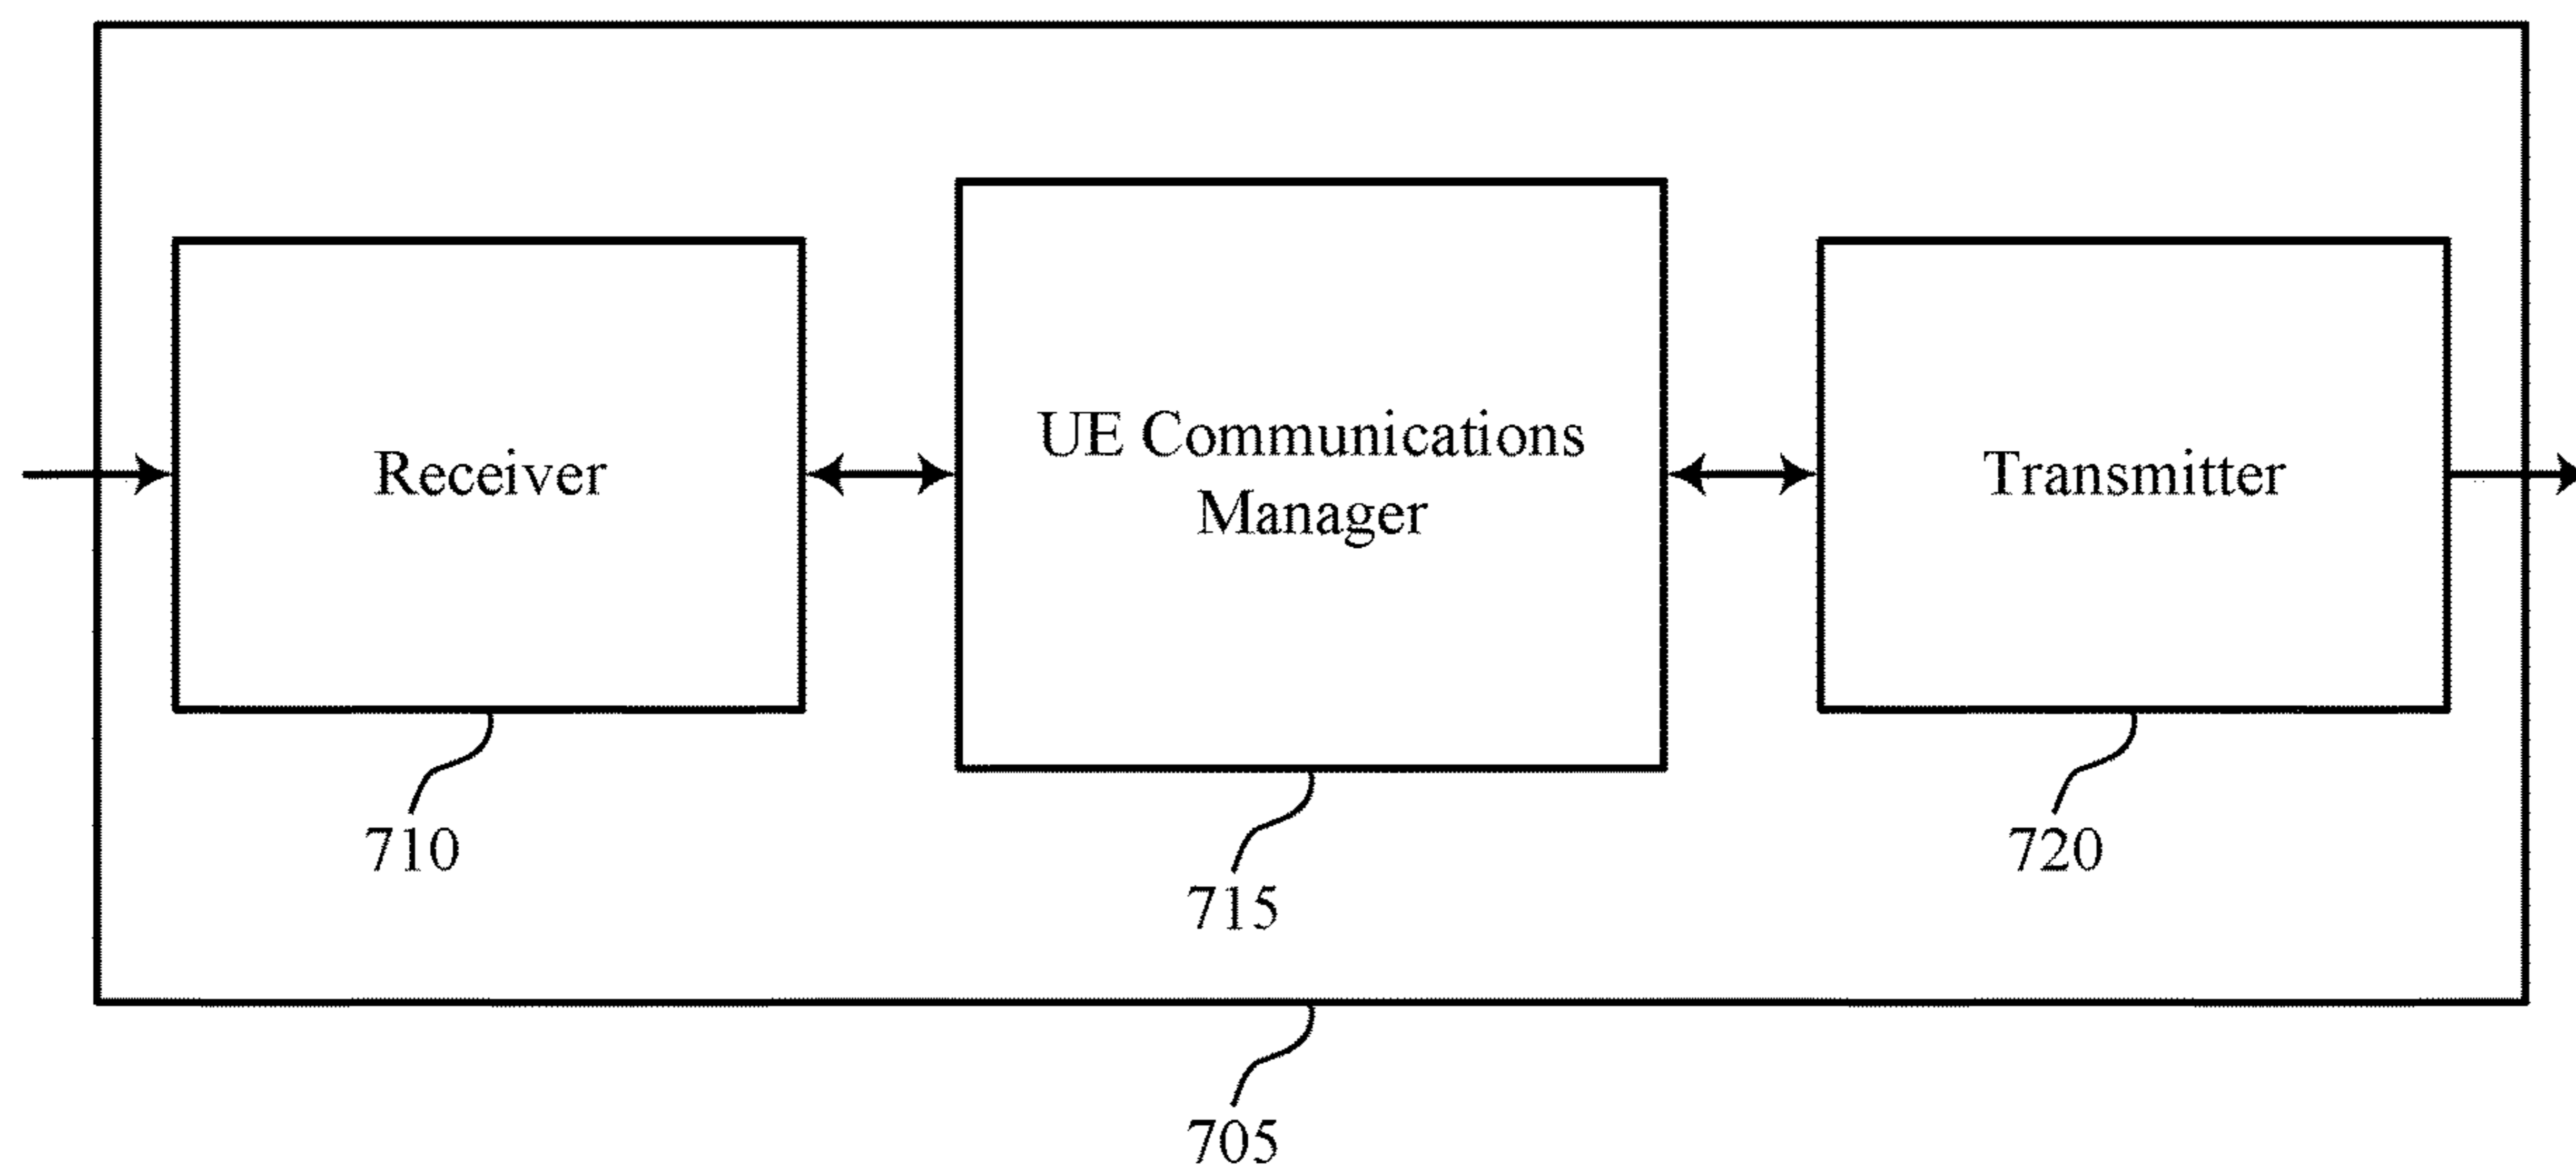 Receiver
UE Communications
Manager
Transmitter
710
715
720
705